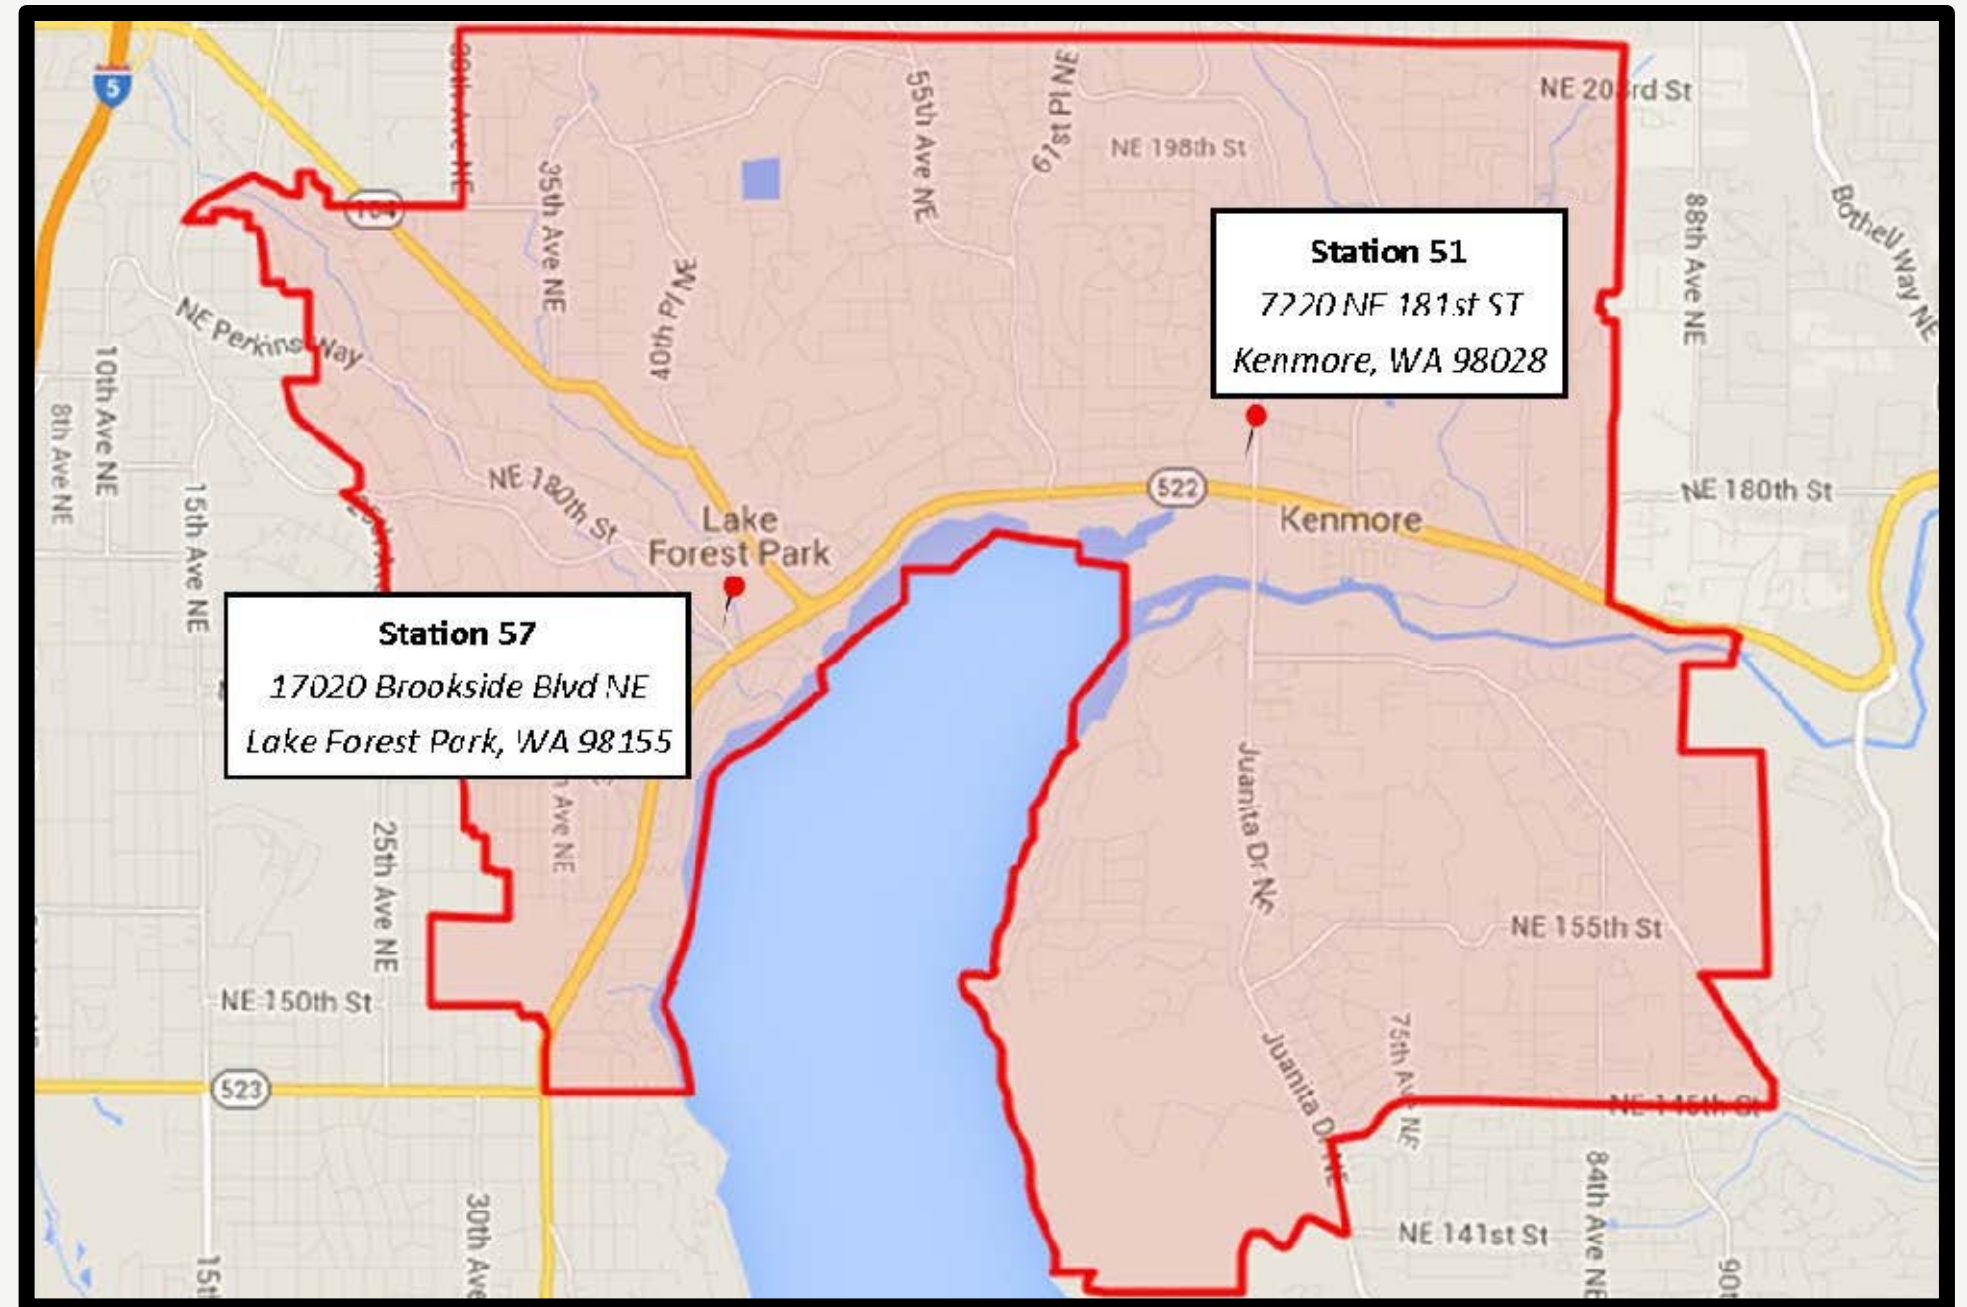 5
30th Ave NE
55th Ave NE
61st Pl NE
NE 203rd St
NE 198th St
35th Ave NE
40th Pl NE
88th Ave NE
Bothell Way NE
Station 51
7220 NE 181st ST
Kenmore, WA 98028
NE Perkins Way
10th Ave NE
8th Ave NE
15th Ave NE
NE 180th St
522
Kenmore
NE 180th St
Lake
Forest Park
Station 57
17020 Brookside Blvd NE
Lake Forest Park, WA 98155
Ave NE
25th Ave NE
Juanita Dr NE
NE 155th St
NE 150th St
75th Ave NE
Juanita Dr NE
523
NE 145th St
NE 141st St
84th Ave NE
30th Ave
15t
90t